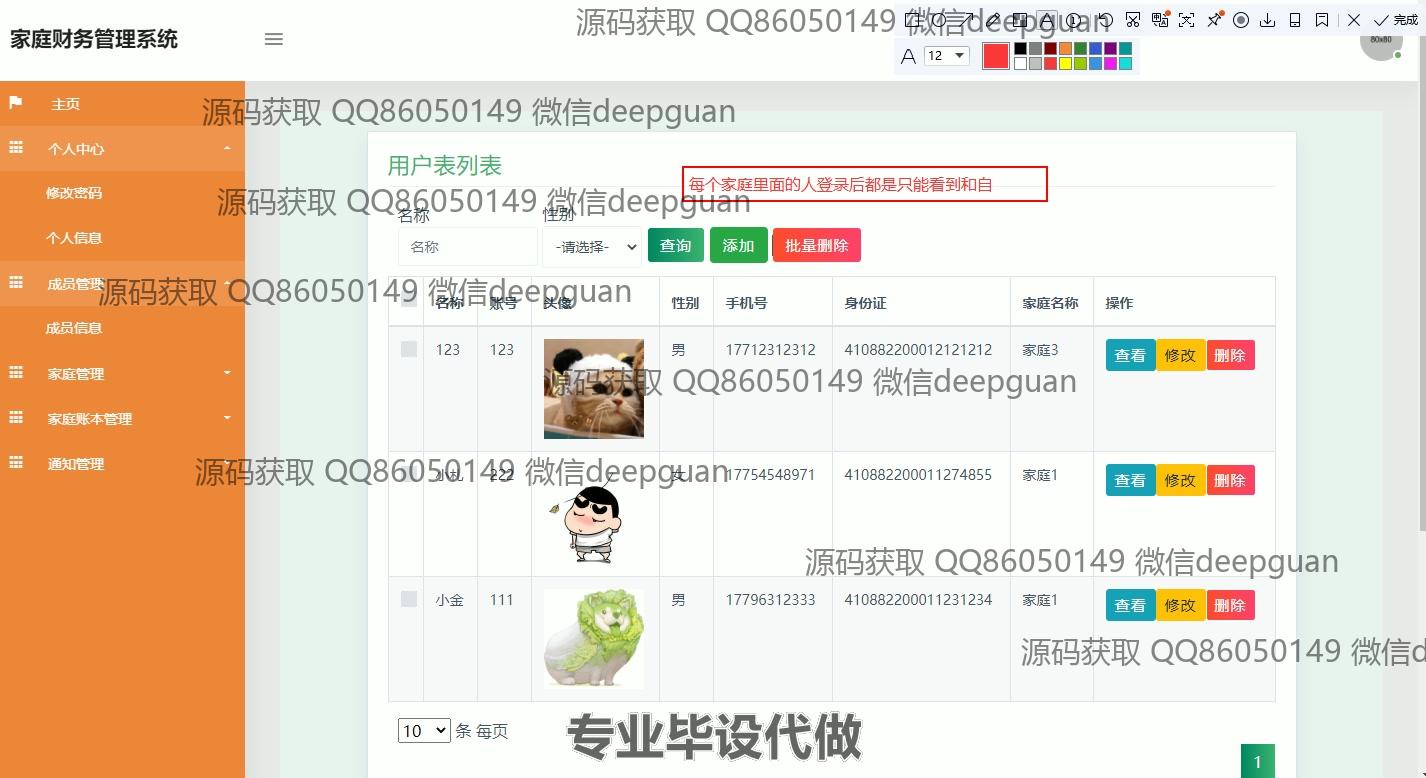 源码获取 QQ86050149 微信deepguan
完成
家庭财务管理系统
80x80
12
主页
源码获取 QQ86050149 微信deepguan
个人中心
用户表列表
每个家庭里面的人登录后都是只能看到和自
修改密码
源码获取 QQ86050149 微信deepguan
名称 性别
个人信息
名称 -请选择- 查询 添加 批量删除
成员管理
源码获取 QQ86050149 微信deepguan
名称 账号 头像 性别 手机号 身份证 家庭名称 操作
成员信息
123 123 男 17712312312 410882200012121212 家庭3 查看 修改 删除
家庭管理
源码获取 QQ86050149 微信deepguan
家庭账本管理
通知管理
源码获取 QQ86050149 微信deepguan
小札 222 女 17754548971 410882200011274855 家庭1 查看 修改 删除
源码获取 QQ86050149 微信deepguan
小金 111 男 17796312333 410882200011231234 家庭1 查看 修改 删除
源码获取 QQ86050149 微信d
10 条 每页
专业毕设代做
1